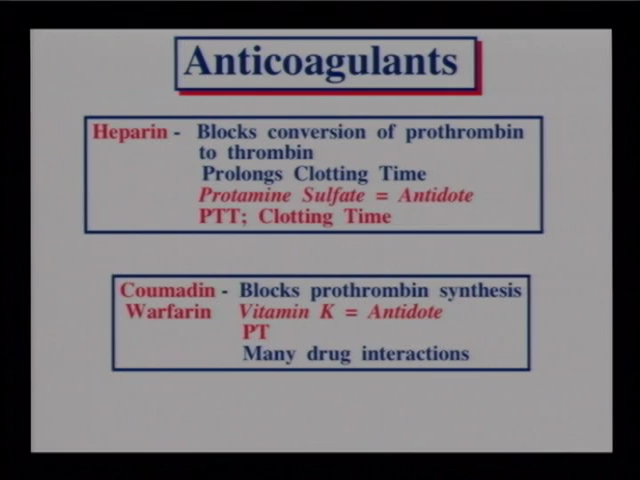 Anticoagulants
Heparin - Blocks conversion of prothrombin
to thrombin
Prolongs Clotting Time
Protamine Sulfate = Antidote
PTT; Clotting Time
Coumadin - Blocks prothrombin synthesis
Warfarin Vitamin K = Antidote
PT
Many drug interactions